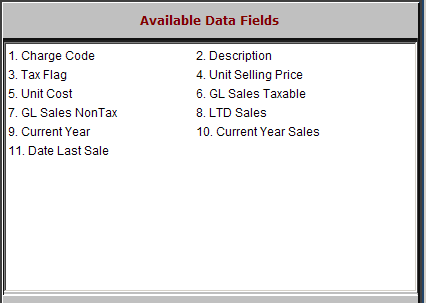 Available Data Fields
1. Charge Code 2. Description
3. Tax Flag 4. Unit Selling Price
5. Unit Cost 6. GL Sales Taxable
7. GL Sales NonTax 8. LTD Sales
9. Current Year 10. Current Year Sales
11. Date Last Sale